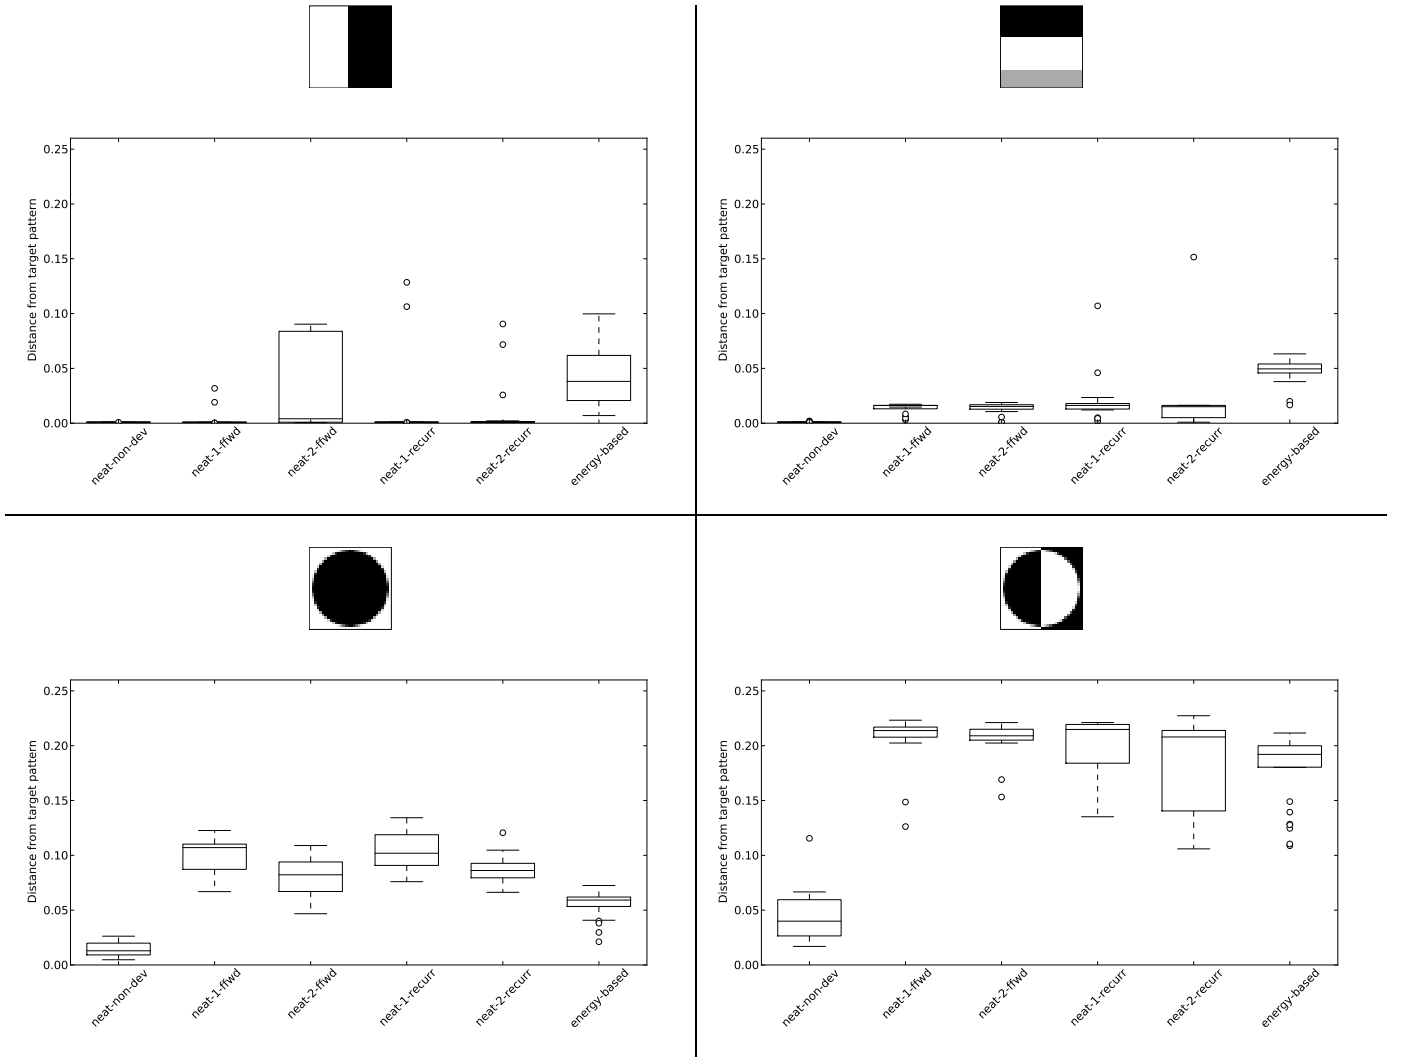 0.25
0.20
0.15
0.10
0.05
0.00
Distance from target pattern
neat-non-dev
neat-1-ffwd
neat-2-ffwd
neat-1-recurr
neat-2-recurr
energy-based
0.25
0.20
0.15
0.10
0.05
0.00
Distance from target pattern
neat-non-dev
neat-1-ffwd
neat-2-ffwd
neat-1-recurr
neat-2-recurr
energy-based
0.25
0.20
0.15
0.10
0.05
0.00
Distance from target pattern
neat-non-dev
neat-1-ffwd
neat-2-ffwd
neat-1-recurr
neat-2-recurr
energy-based
0.25
0.20
0.15
0.10
0.05
0.00
Distance from target pattern
neat-non-dev
neat-1-ffwd
neat-2-ffwd
neat-1-recurr
neat-2-recurr
energy-based